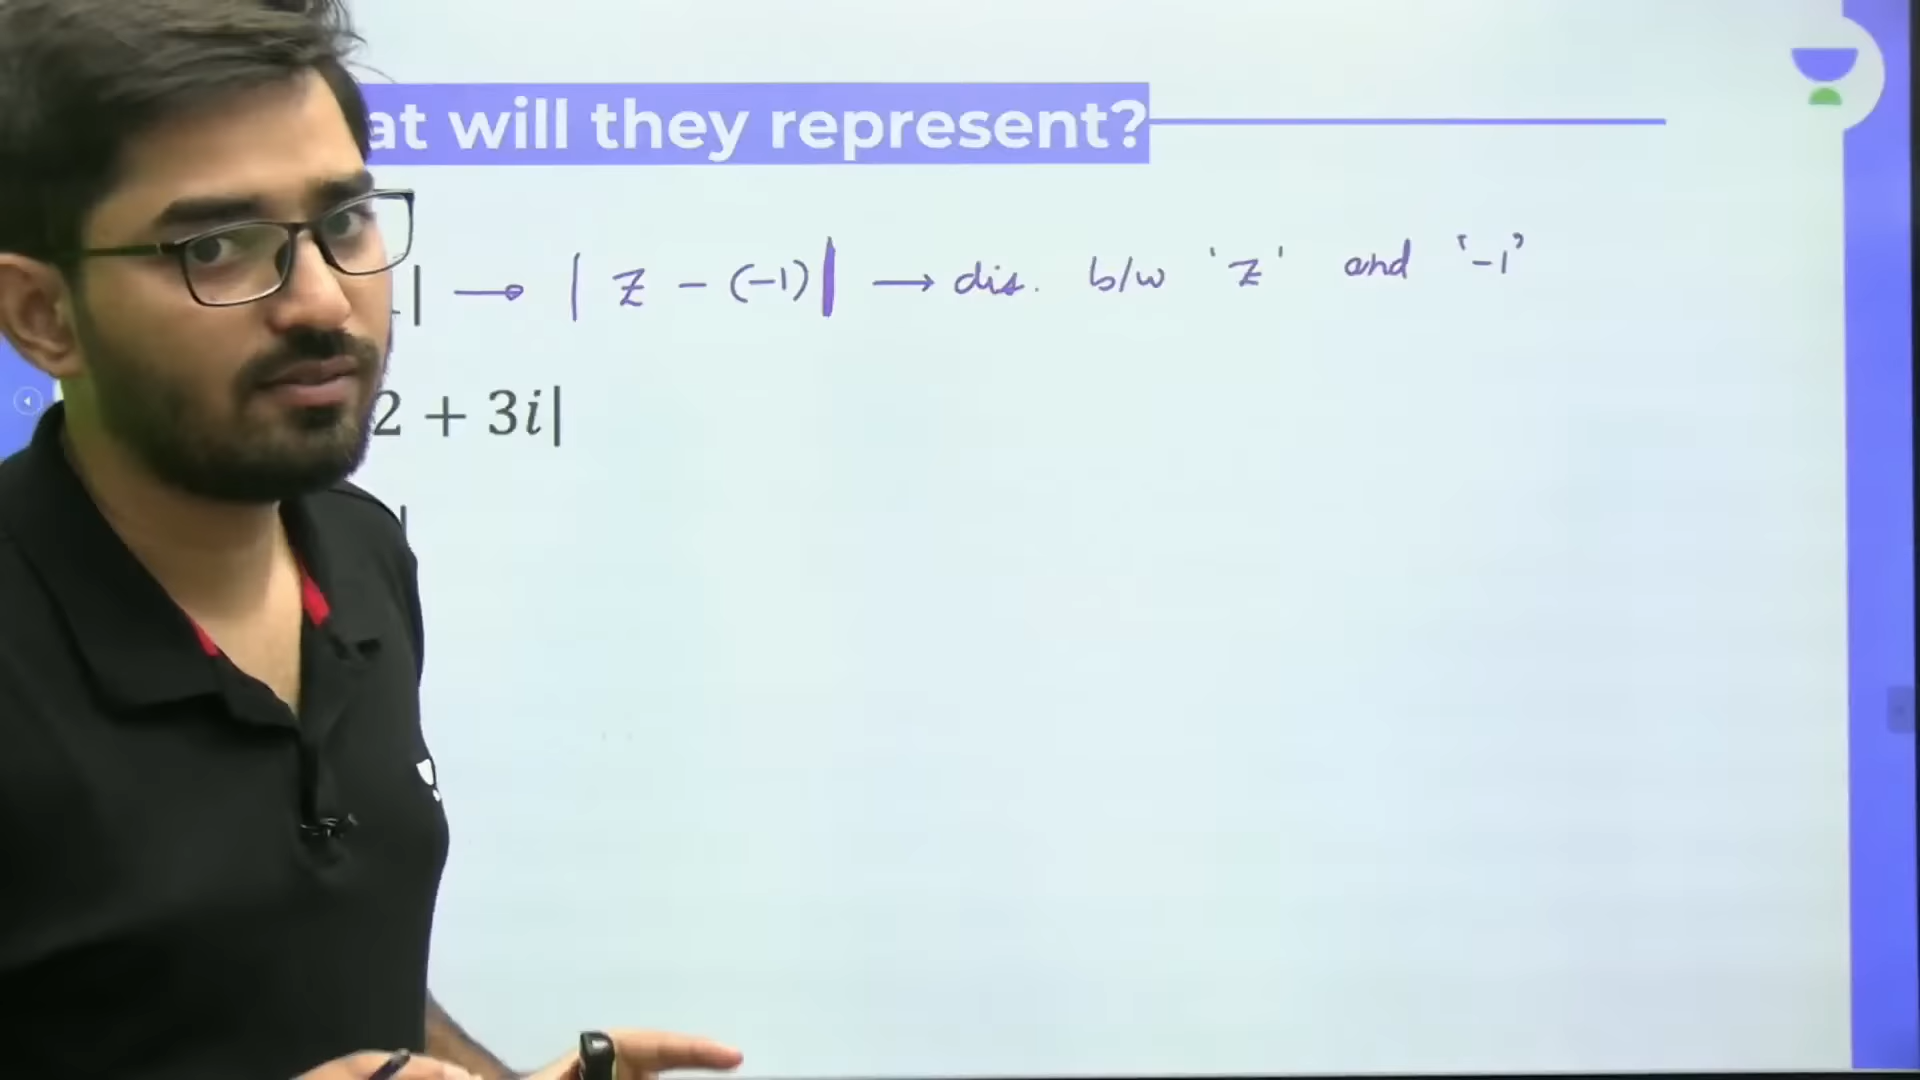 at will they represent?
| → | z - (-1) | → dis. b/w 'z' and '-1'
2 + 3i|
|